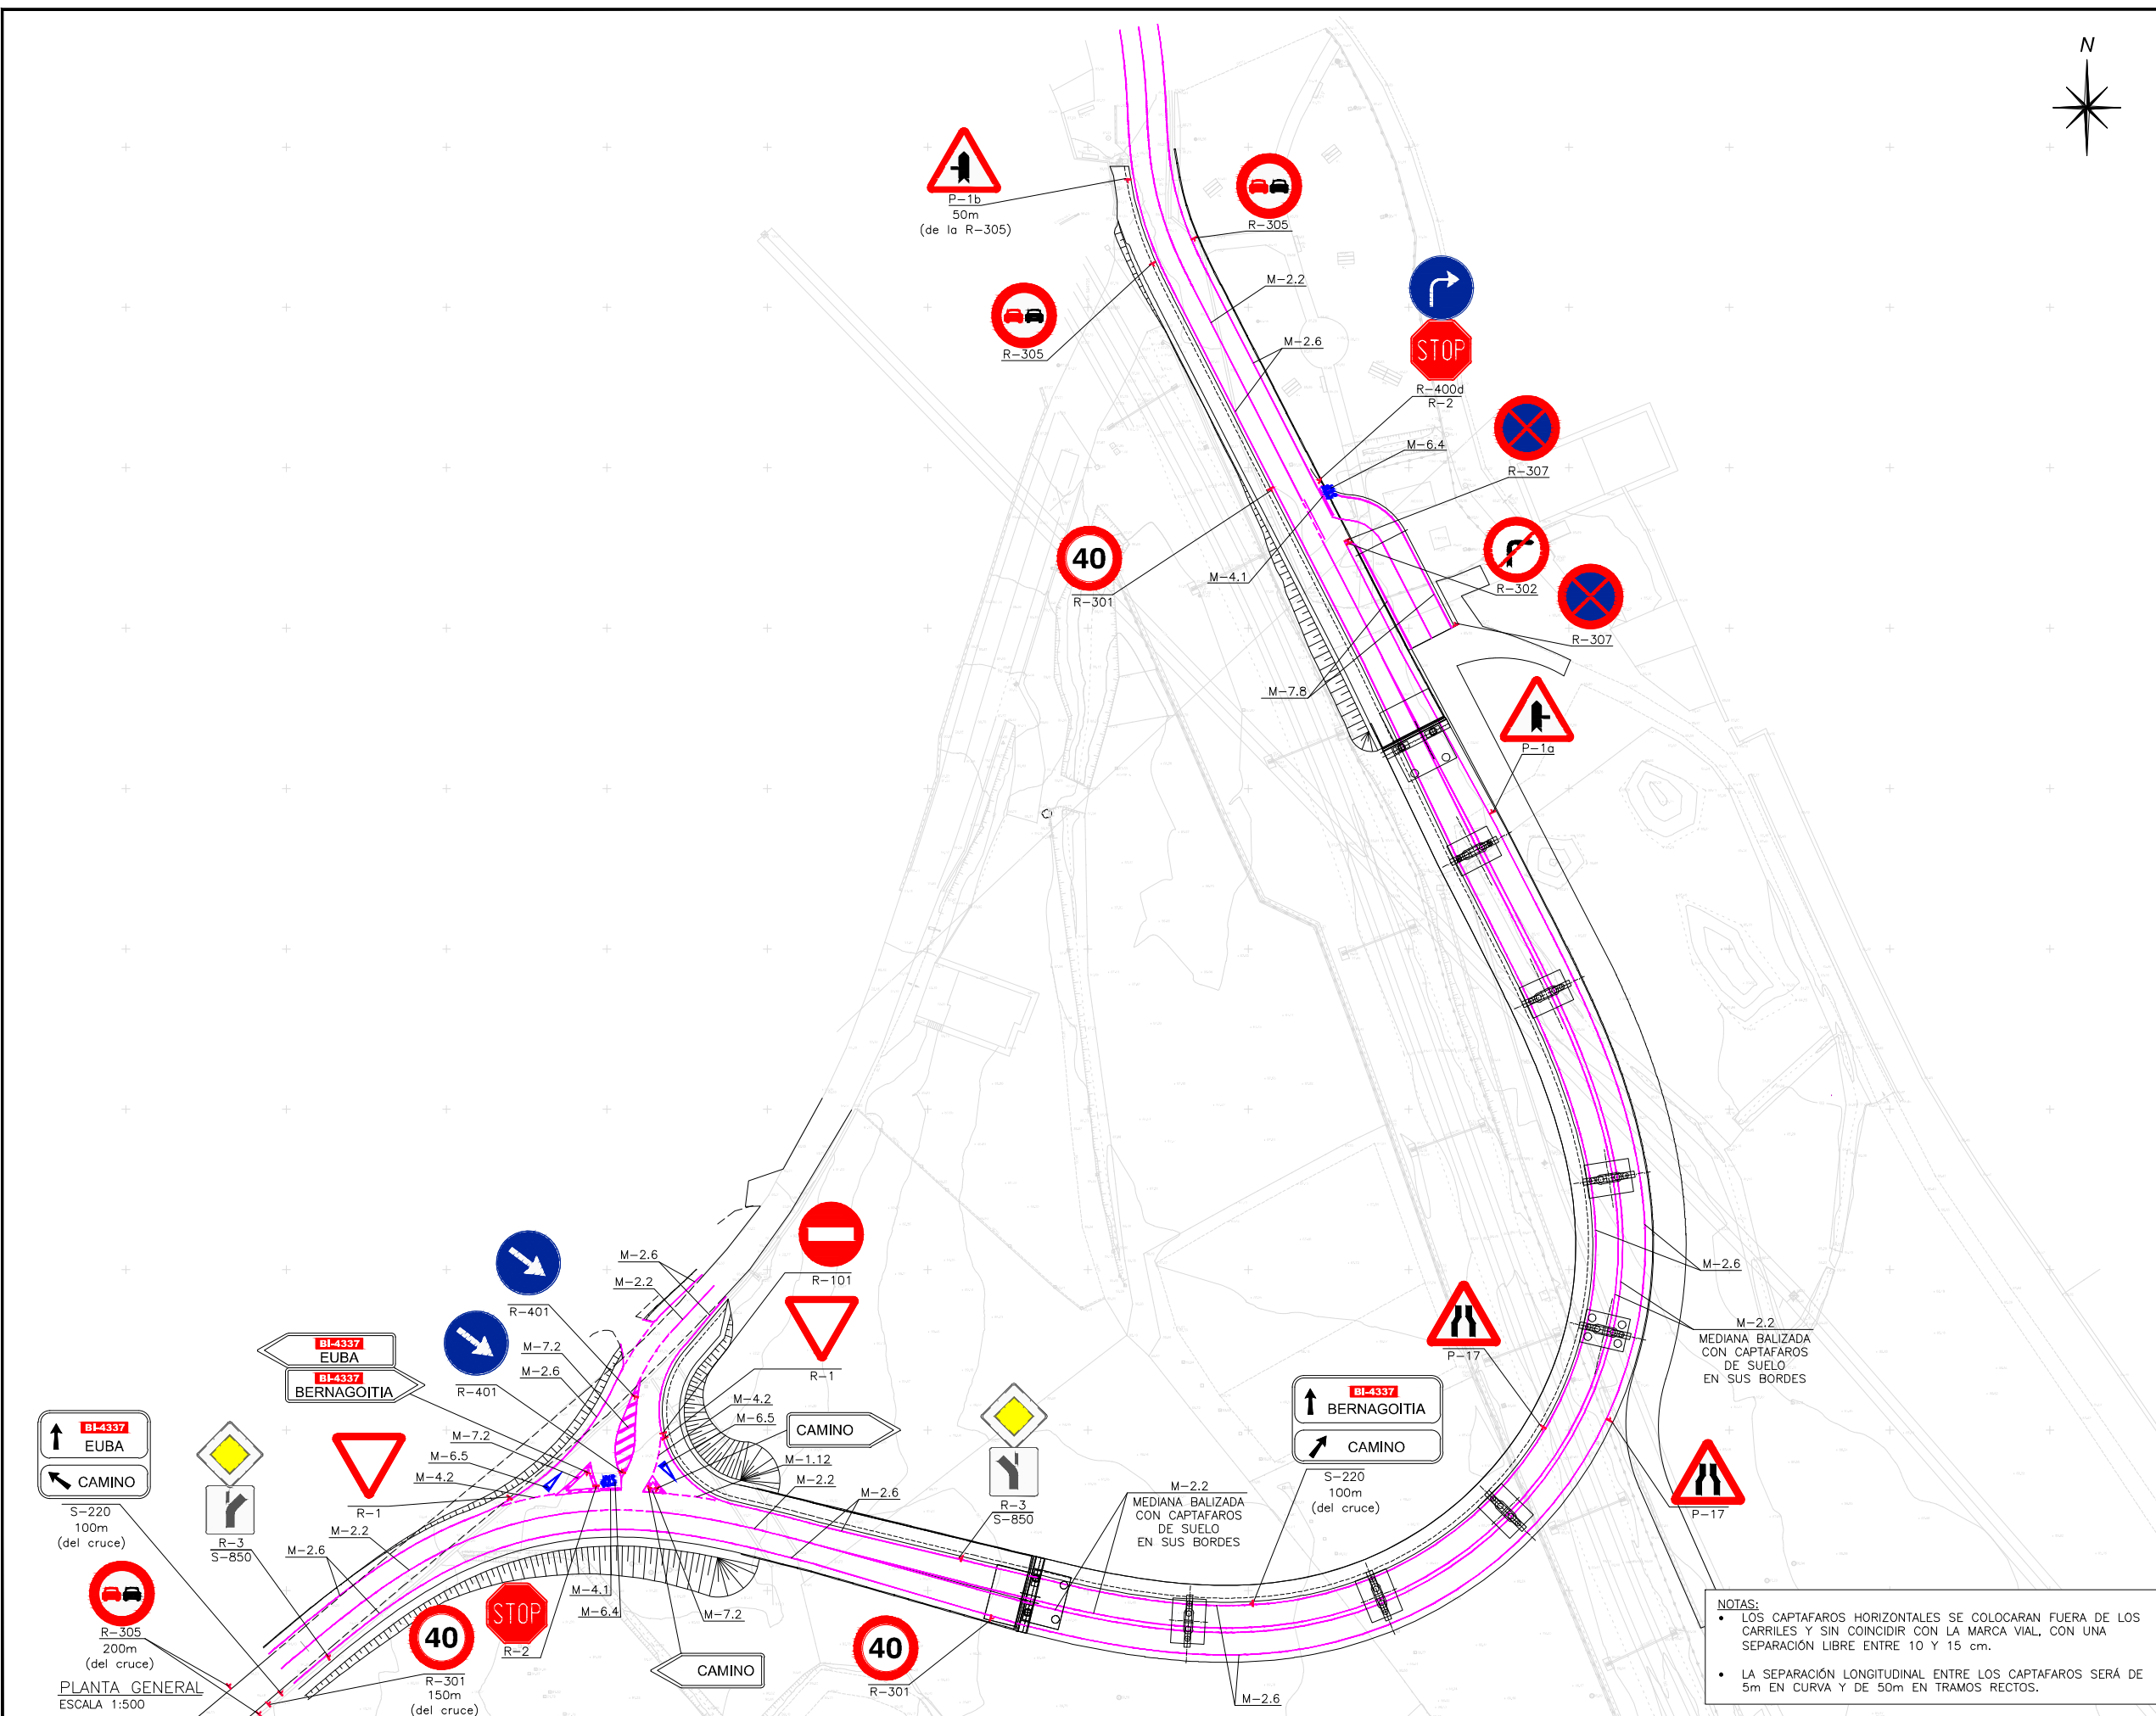 N
P-1b
50m
(de la R-305)
R-305
M-2.2
R-305
M-2.6
STOP
R-400d
R-2
M-6.4
R-307
40
R-301
M-4.1
R-302
R-307
M-7.8
P-1a
M-2.6
M-2.2
R-401
R-101
M-2.6
M-2.2
MEDIANA BALIZADA
CON CAPTAFAROS
DE SUELO
EN SUS BORDES
BI-4337
EUBA
BI-4337
BERNAGOITIA
M-7.2
M-2.6
R-401
R-1
P-17
M-4.2
M-6.5
CAMINO
M-1.12
M-2.2
M-2.6
BI-4337
EUBA
CAMINO
S-220
100m
(del cruce)
R-3
S-850
M-7.2
M-6.5
M-4.2
R-1
M-2.2
M-2.6
R-3
S-850
M-2.2
MEDIANA BALIZADA
CON CAPTAFAROS
DE SUELO
EN SUS BORDES
BI-4337
BERNAGOITIA
CAMINO
S-220
100m
(del cruce)
P-17
R-305
200m
(del cruce)
40
R-301
150m
(del cruce)
STOP
R-2
M-4.1
M-6.4
M-7.2
CAMINO
40
R-301
M-2.6
PLANTA GENERAL
ESCALA 1:500
NOTAS:
• LOS CAPTAFAROS HORIZONTALES SE COLOCARAN FUERA DE LOS
CARRILES Y SIN COINCIDIR CON LA MARCA VIAL, CON UNA
SEPARACIÓN LIBRE ENTRE 10 Y 15 cm.
• LA SEPARACIÓN LONGITUDINAL ENTRE LOS CAPTAFAROS SERÁ DE
5m EN CURVA Y DE 50m EN TRAMOS RECTOS.